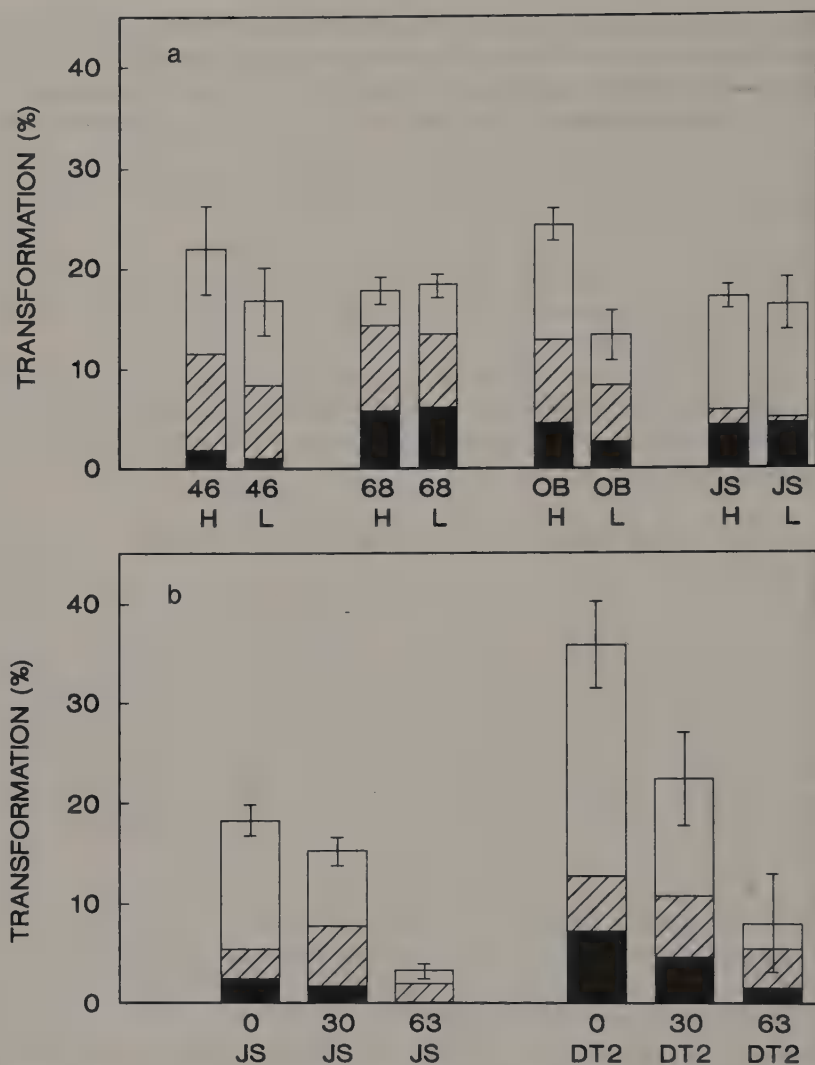 a
TRANSFORMATION (%)
40
30
20
10
0
46 46 68 68 OB OB JS JS
H L H L H L H L
b
TRANSFORMATION (%)
40
30
20
10
0
0 30 63 0 30 63
JS JS JS DT2 DT2 DT2